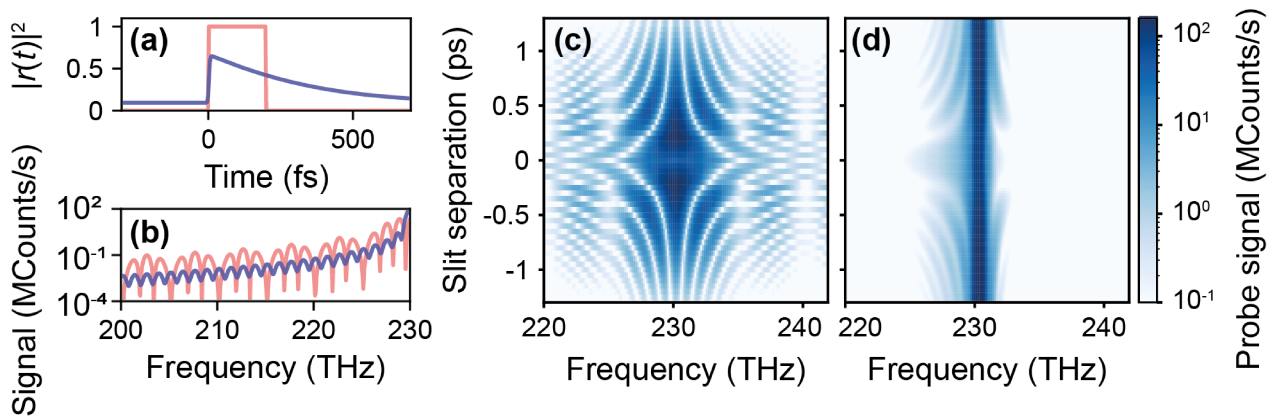 |r(t)|²
1
0.5
0
(a)
0
500
Time (fs)
Signal (MCounts/s)
10²
10⁻¹
10⁻⁴
(b)
200
210
220
230
Frequency (THz)
Slit separation (ps)
1
0.5
0
-0.5
-1
(c)
220
230
240
Frequency (THz)
(d)
220
230
240
Frequency (THz)
10²
10¹
10⁰
10⁻¹
Probe signal (MCounts/s)